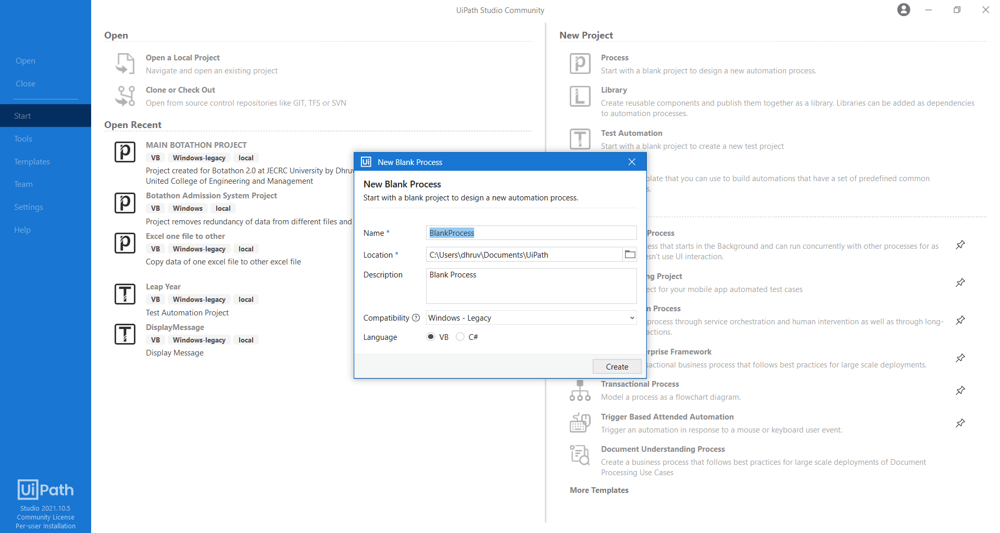 UiPath Studio Community
Open
Close
Start
Tools
Templates
Team
Settings
Help
UiPath
Studio 2021.10.5
Community License
Per-user Installation
Open
Open a Local Project
Navigate and open an existing project
Clone or Check Out
Open from source control repositories like GIT, TFS or SVN
Open Recent
MAIN BOTATHON PROJECT
VB Windows-legacy local
Project created for Botathon 2.0 at JECRC University by Dhruv
United College of Engineering and Management
Botathon Admission System Project
VB Windows local
Project removes redundancy of data from different files and
Excel one file to other
VB Windows-legacy local
Copy data of one excel file to other excel file
Leap Year
VB Windows-legacy local
Test Automation Project
DisplayMessage
VB Windows-legacy local
Display Message
New Project
Process
Start with a blank project to design a new automation process.
Library
Create reusable components and publish them together as a library. Libraries can be added as dependencies
to automation processes.
Test Automation
Start with a blank project to create a new test project
plate that you can use to build automations that have a set of predefined common
s.
Process
ess that starts in the Background and can run concurrently with other processes for as
esn't use UI interaction.
ng Project
ect for your mobile app automated test cases
n Process
process through service orchestration and human intervention as well as through long-
actions.
rprise Framework
sactional business process that follows best practices for large scale deployments.
Transactional Process
Model a process as a flowchart diagram.
Trigger Based Attended Automation
Trigger an automation in response to a mouse or keyboard user event.
Document Understanding Process
Create a business process that follows best practices for large scale deployments of Document
Processing Use Cases
More Templates
Ui New Blank Process
New Blank Process
Start with a blank project to design a new automation process.
Name * BlankProcess
Location * C:\Users\dhruv\Documents\UiPath
Description Blank Process
Compatibility ? Windows - Legacy
Language VB C#
Create